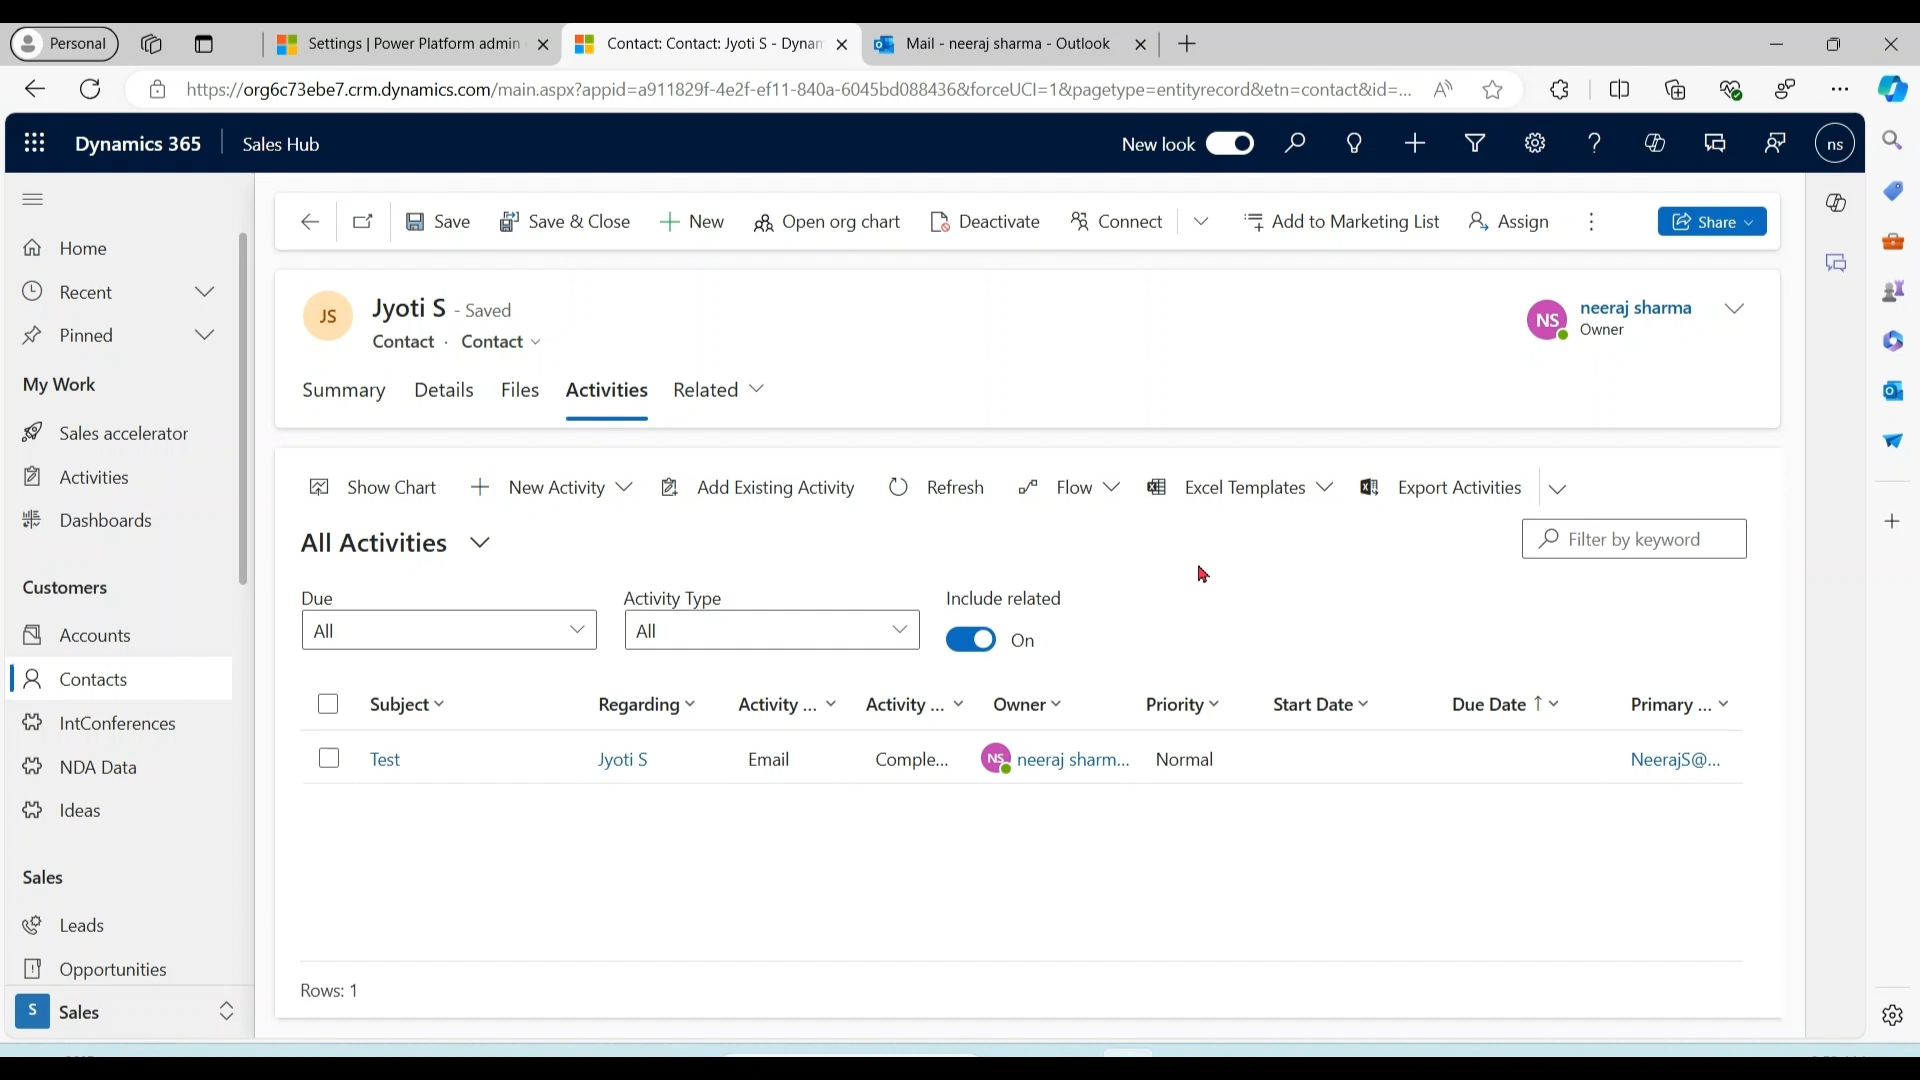 Personal
Settings | Power Platform admin
Contact: Contact: Jyoti S - Dynam
Mail - neeraj sharma - Outlook
https://org6c73ebe7.crm.dynamics.com/main.aspx?appid=a911829f-4e2f-ef11-840a-6045bd088436&forceUCI=1&pagetype=entityrecord&etn=contact&id=...
Dynamics 365
Sales Hub
New look
ns
Home
Recent
Pinned
My Work
Sales accelerator
Activities
Dashboards
Customers
Accounts
Contacts
IntConferences
NDA Data
Ideas
Sales
Leads
Opportunities
S Sales
Save
Save & Close
New
Open org chart
Deactivate
Connect
Add to Marketing List
Assign
Share
JS
Jyoti S - Saved
Contact · Contact
NS
neeraj sharma
Owner
Summary
Details
Files
Activities
Related
Show Chart
New Activity
Add Existing Activity
Refresh
Flow
Excel Templates
Export Activities
All Activities
Filter by keyword
Due
All
Activity Type
All
Include related
On
Subject
Regarding
Activity ...
Activity ...
Owner
Priority
Start Date
Due Date ↑
Primary ...
Test
Jyoti S
Email
Comple...
NS neeraj sharm...
Normal
NeerajS@...
Rows: 1